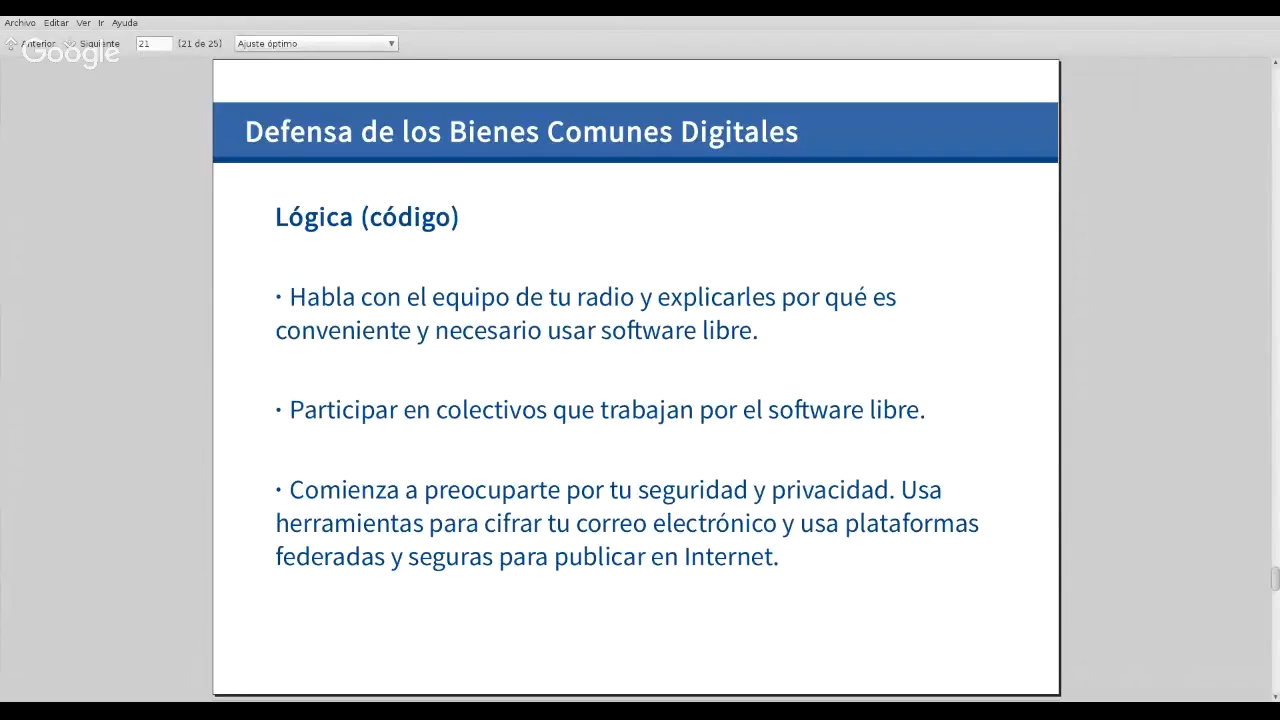 Archivo Editar Ver Ir Ayuda
Anterior Siguiente 21 (21 de 25) Ajuste óptimo
Google
Defensa de los Bienes Comunes Digitales
Lógica (código)
· Habla con el equipo de tu radio y explicarles por qué es
conveniente y necesario usar software libre.
· Participar en colectivos que trabajan por el software libre.
· Comienza a preocuparte por tu seguridad y privacidad. Usa
herramientas para cifrar tu correo electrónico y usa plataformas
federadas y seguras para publicar en Internet.